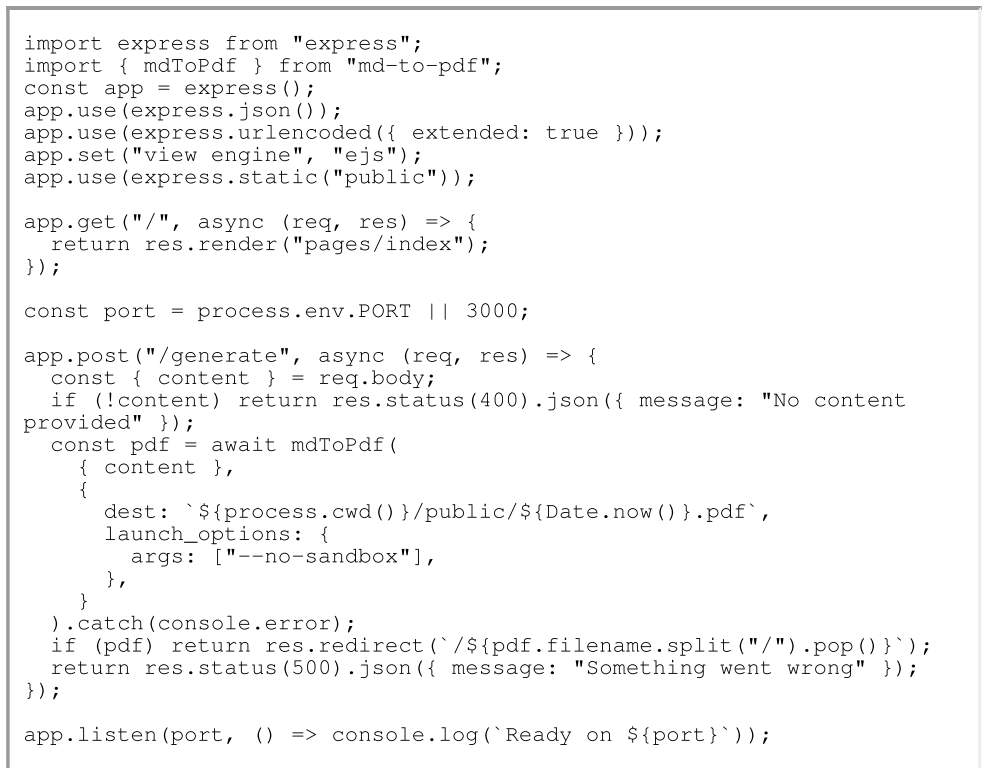 import express from "express";
import { mdToPdf } from "md-to-pdf";
const app = express();
app.use(express.json());
app.use(express.urlencoded({ extended: true }));
app.set("view engine", "ejs");
app.use(express.static("public"));

app.get("/", async (req, res) => {
  return res.render("pages/index");
});

const port = process.env.PORT || 3000;

app.post("/generate", async (req, res) => {
  const { content } = req.body;
  if (!content) return res.status(400).json({ message: "No content
provided" });
  const pdf = await mdToPdf(
    { content },
    {
      dest: `${process.cwd()}/public/${Date.now()}.pdf`,
      launch_options: {
        args: ["--no-sandbox"],
      },
    }
  ).catch(console.error);
  if (pdf) return res.redirect(`/${pdf.filename.split("/").pop()}`);
  return res.status(500).json({ message: "Something went wrong" });
});

app.listen(port, () => console.log(`Ready on ${port}`));